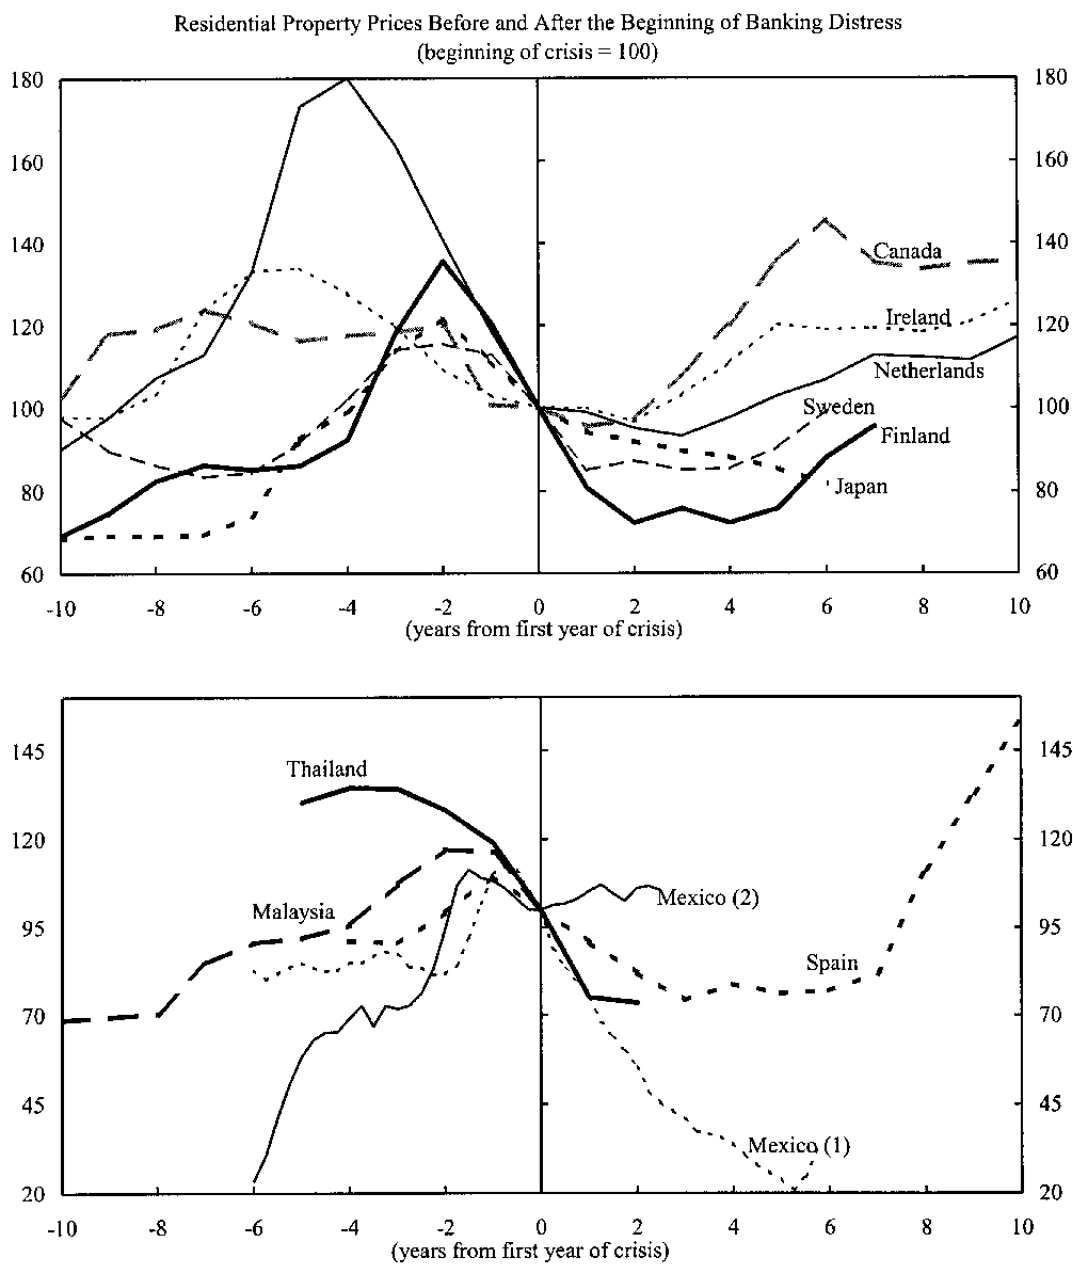 Residential Property Prices Before and After the Beginning of Banking Distress
(beginning of crisis = 100)
180 180
160 160
140 Canada 140
120 Ireland 120
Netherlands
100 Sweden 100
Finland
80 Japan 80
60 60
-10 -8 -6 -4 -2 0 2 4 6 8 10
(years from first year of crisis)
145 145
Thailand
120 120
Mexico (2)
Malaysia
95 95
Spain
70 70
45 45
Mexico (1)
20 20
-10 -8 -6 -4 -2 0 2 4 6 8 10
(years from first year of crisis)